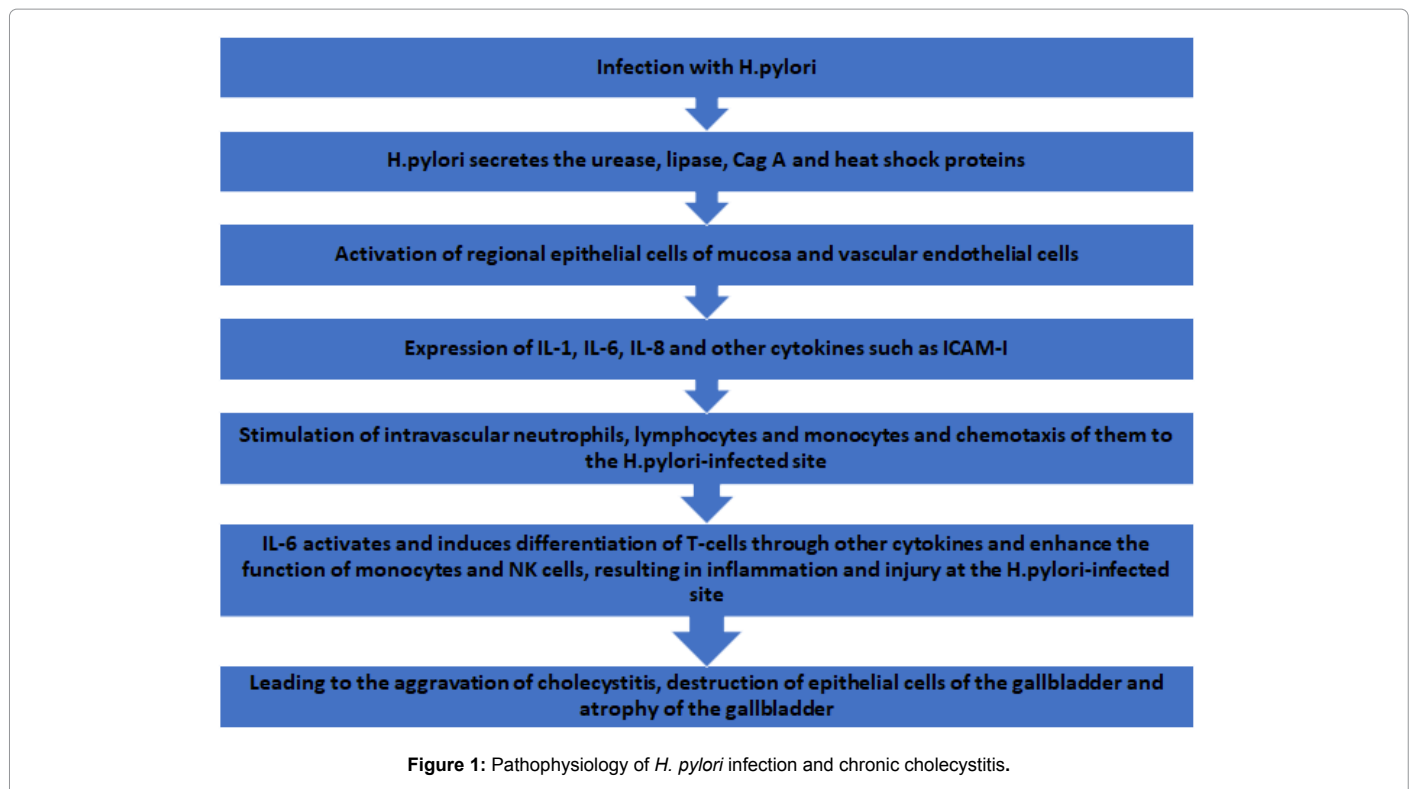 Infection with H.pylori
H.pylori secretes the urease, lipase, Cag A and heat shock proteins
Activation of regional epithelial cells of mucosa and vascular endothelial cells
Expression of IL-1, IL-6, IL-8 and other cytokines such as ICAM-I
Stimulation of intravascular neutrophils, lymphocytes and monocytes and chemotaxis of them to
the H.pylori-infected site
IL-6 activates and induces differentiation of T-cells through other cytokines and enhance the
function of monocytes and NK cells, resulting in inflammation and injury at the H.pylori-infected
site
Leading to the aggravation of cholecystitis, destruction of epithelial cells of the gallbladder and
atrophy of the gallbladder
Figure 1: Pathophysiology of H. pylori infection and chronic cholecystitis.